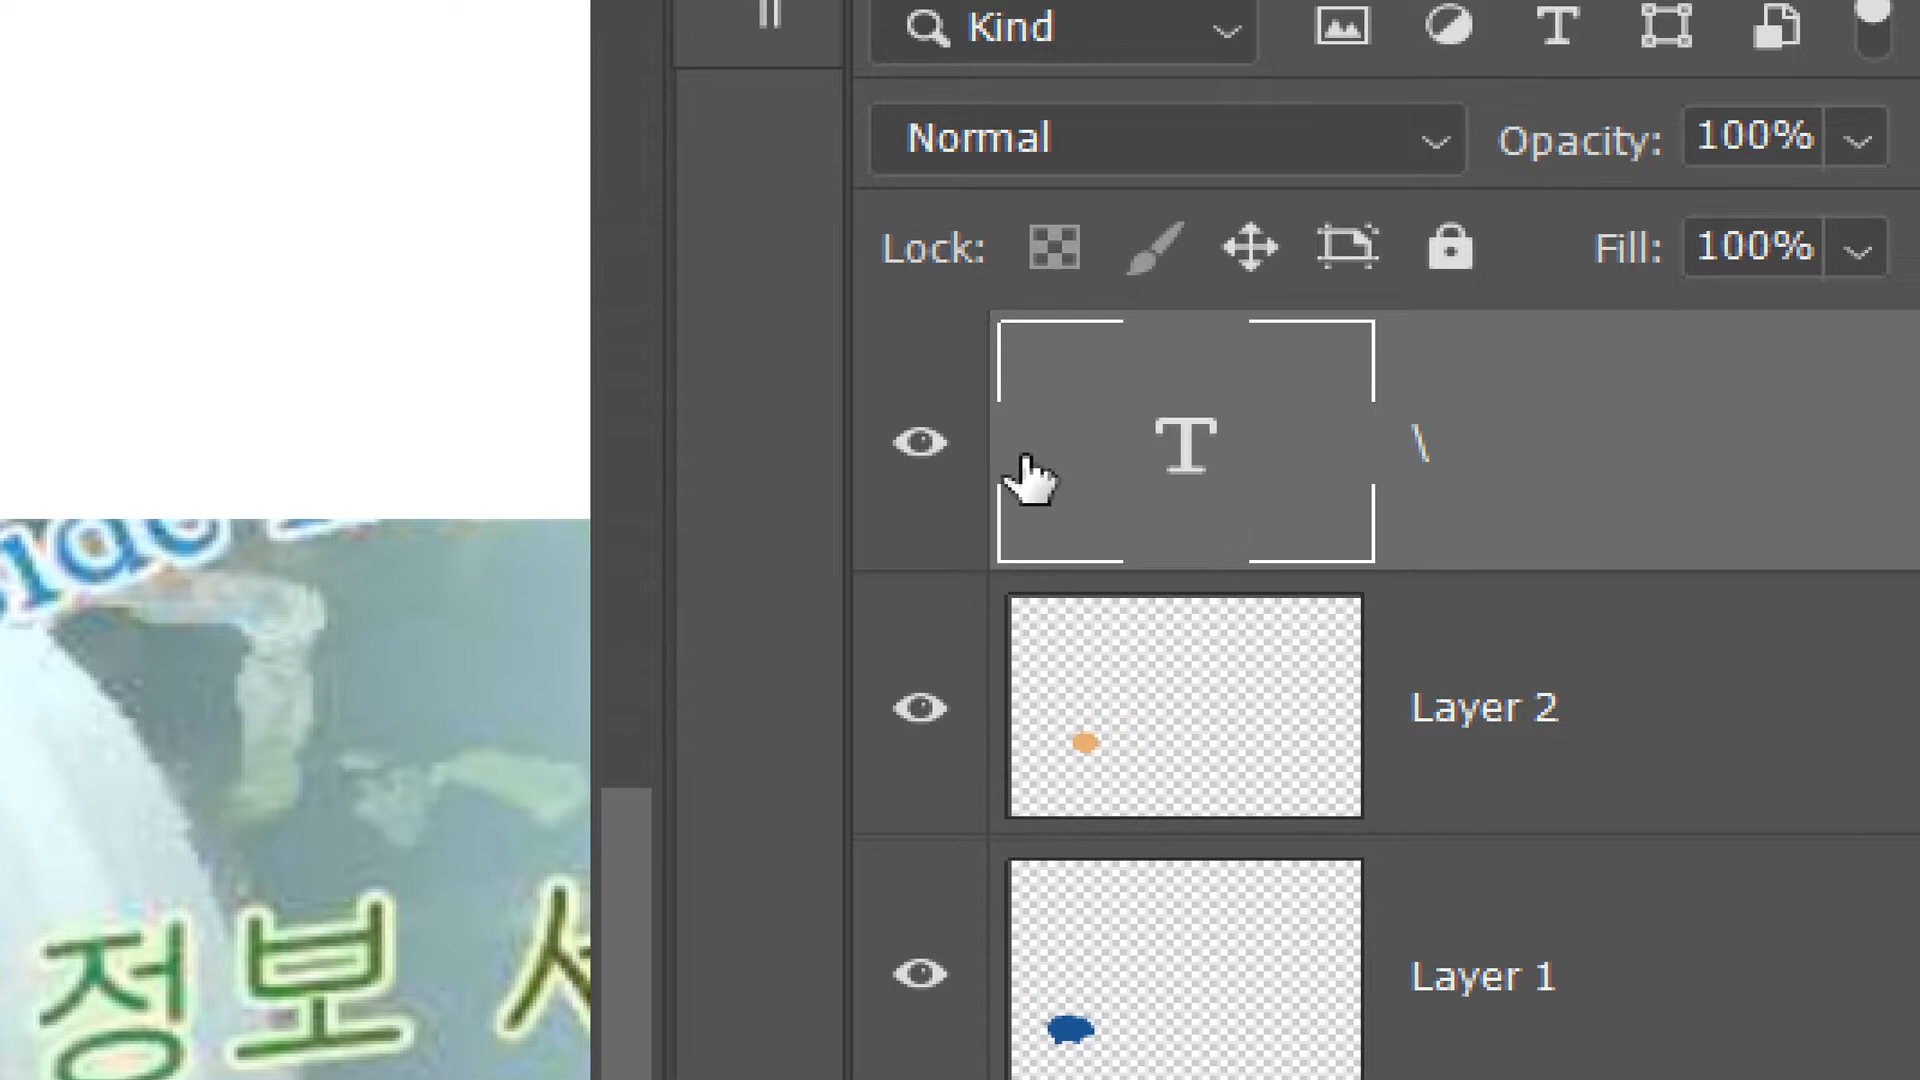 Kind
Normal
Opacity: 100%
Lock:
Fill: 100%
T
\
Layer 2
Layer 1
정보